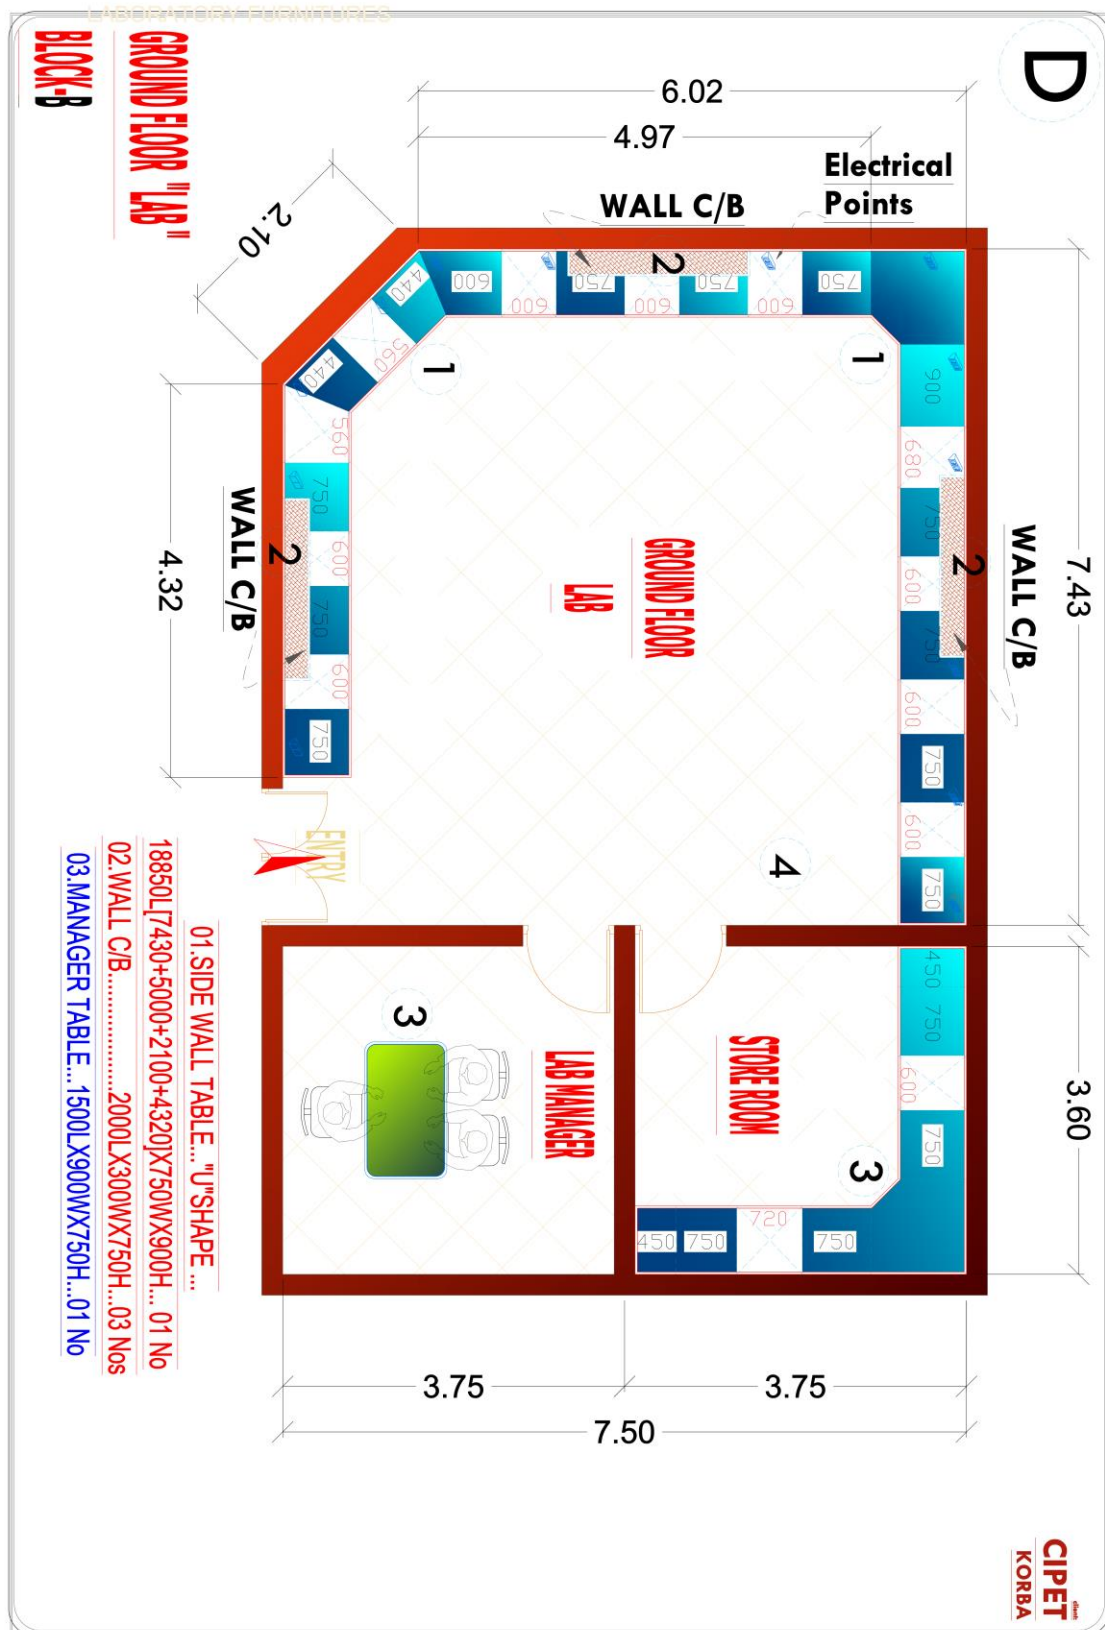 LABORATORY FURNITURES
D
GROUND FLOOR "LAB"
BLOCK-B
6.02
4.97
2.10
Electrical
Points
WALL C/B
2
440
600
600
750
600
750
600
750
560
1
1
440
560
900
680
750
750
2
WALL C/B
7.43
WALL C/B
2
4.32
600
600
750
750
600
600
750
750
600
750
GROUND FLOOR
LAB
ENTRY
4
01.SIDE WALL TABLE... "U"SHAPE ...
18850L[7430+5000+2100+4320]X750WX900H... 01 No
02.WALL C/B................... 2000LX300WX750H...03 Nos
03.MANAGER TABLE... 1500LX900WX750H...01 No
3
LAB MANAGER
STORE ROOM
450
750
600
750
3
450
750
720
750
3.60
3.75
3.75
7.50
client:
CIPET
KORBA